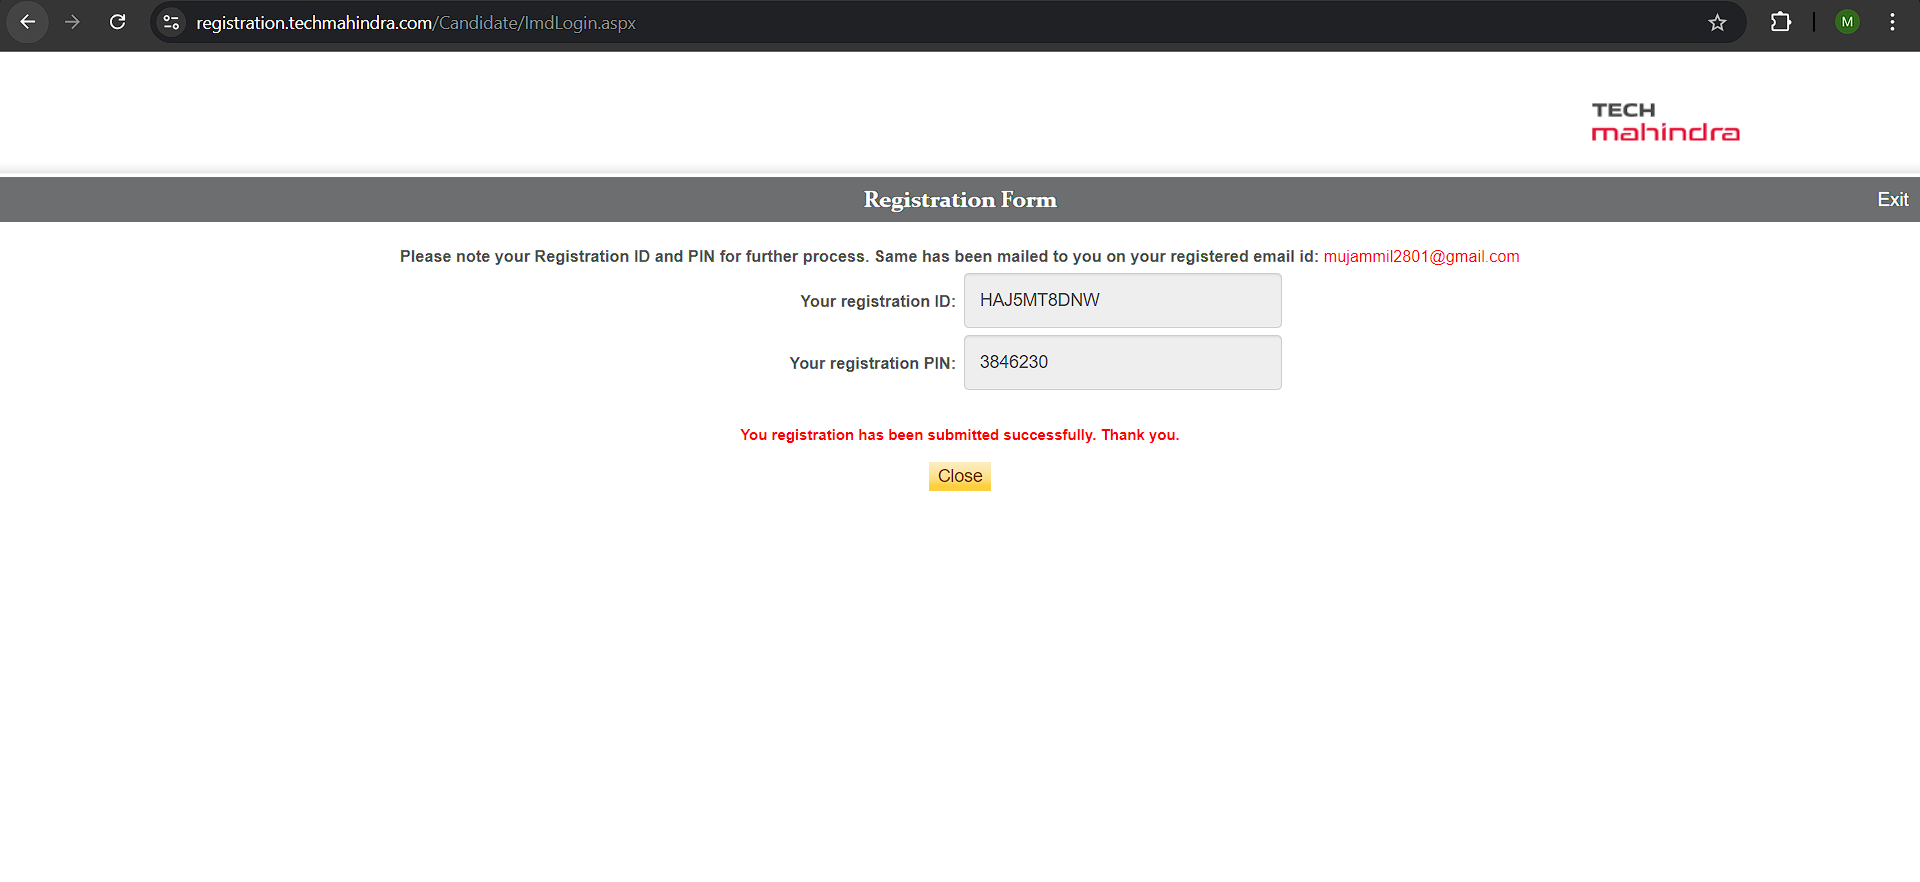 registration.techmahindra.com/Candidate/ImdLogin.aspx
M
TECH
mahindra
Registration Form
Exit
Please note your Registration ID and PIN for further process. Same has been mailed to you on your registered email id: mujammil2801@gmail.com
Your registration ID: HAJ5MT8DNW
Your registration PIN: 3846230
You registration has been submitted successfully. Thank you.
Close